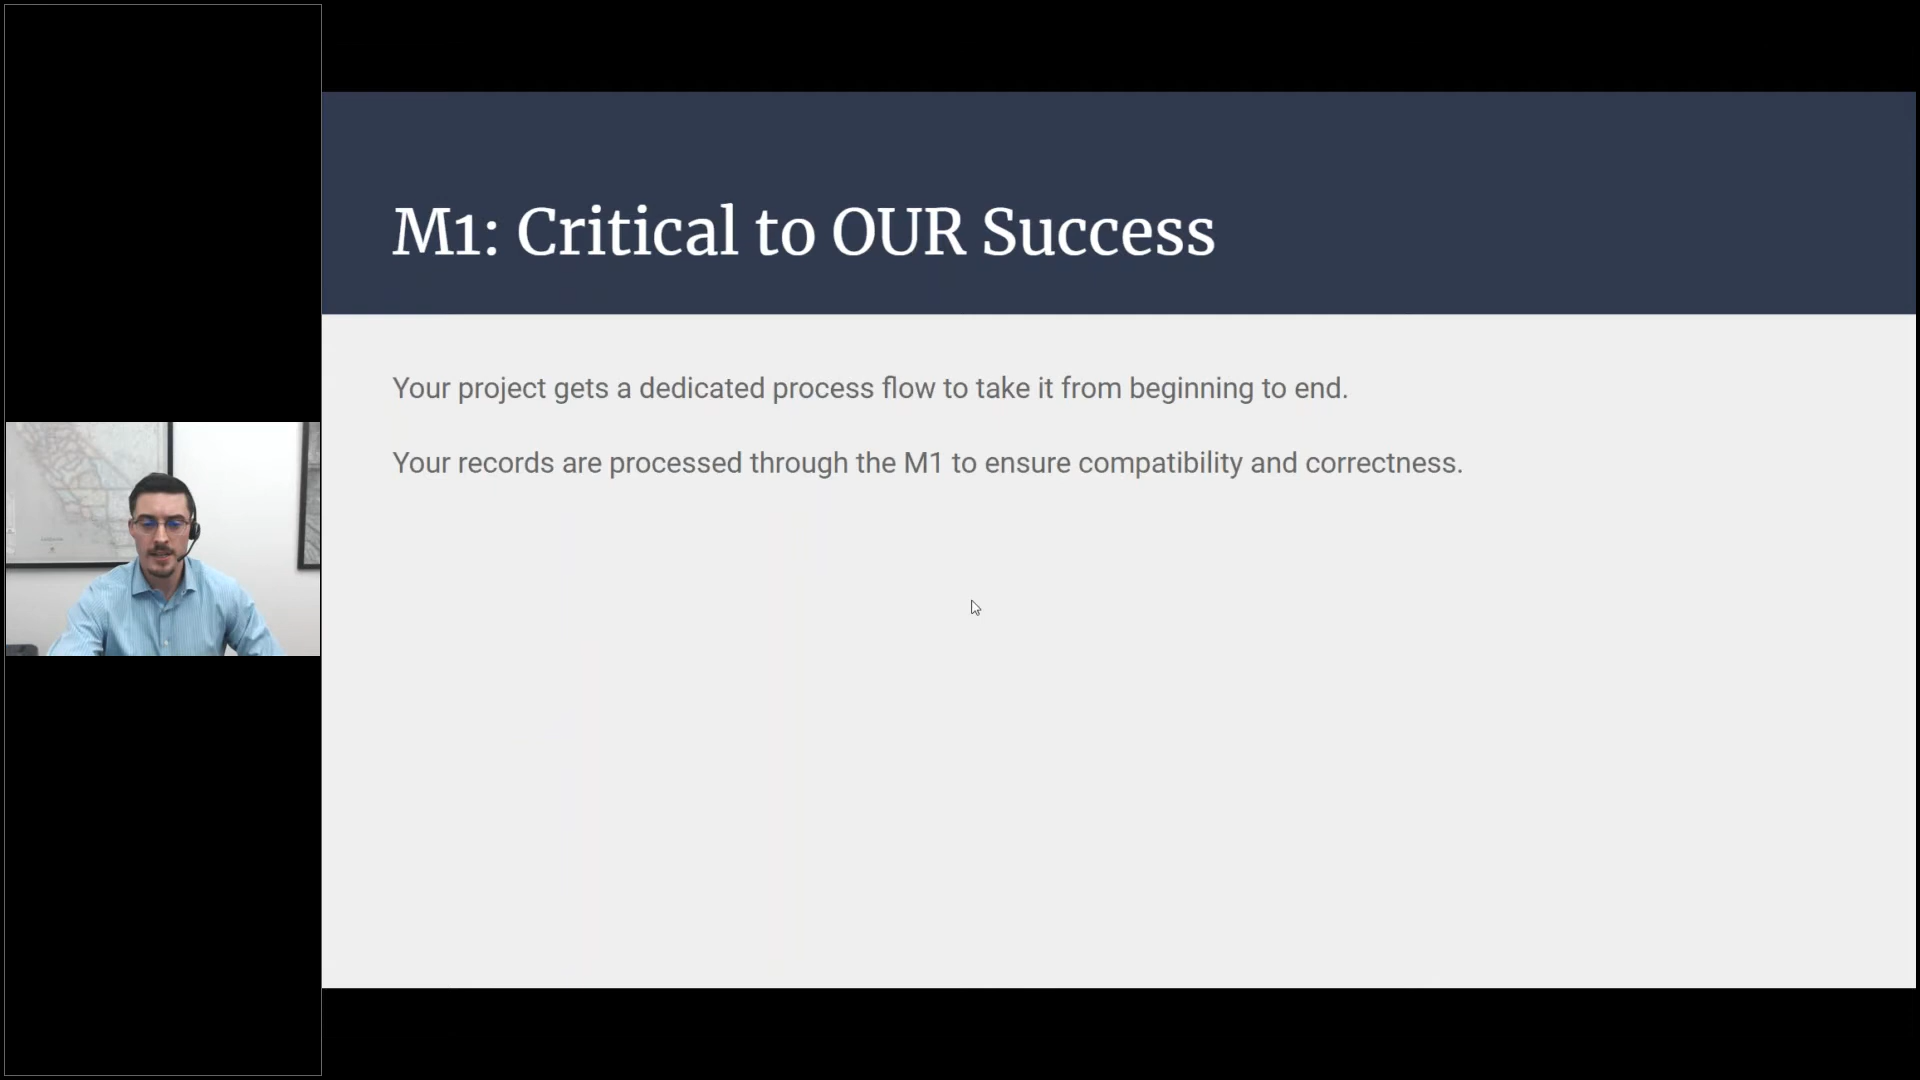 M1: Critical to OUR Success
Your project gets a dedicated process flow to take it from beginning to end.
Your records are processed through the M1 to ensure compatibility and correctness.